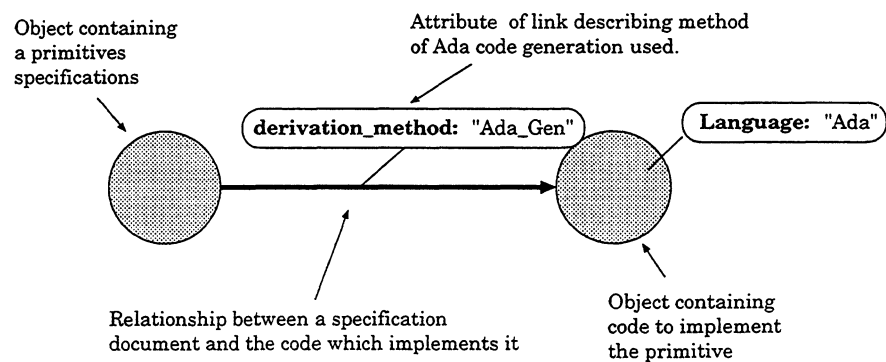 Object containing
a primitives
specifications
Attribute of link describing method
of Ada code generation used.
derivation_method: "Ada_Gen"
Language: "Ada"
Relationship between a specification
document and the code which implements it
Object containing
code to implement
the primitive